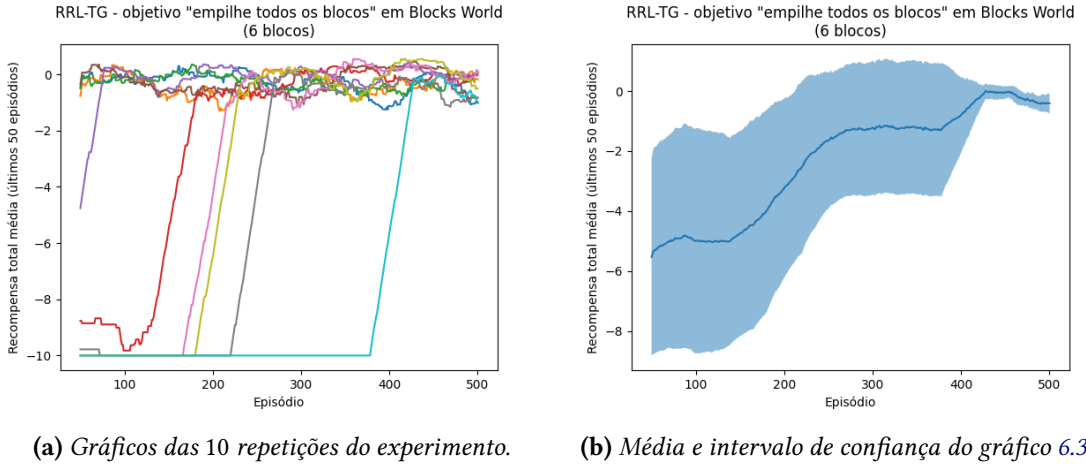 RRL-TG - objetivo "empilhe todos os blocos" em Blocks World
(6 blocos)
Recompensa total média (últimos 50 episódios)
0
−2
−4
−6
−8
−10
100
200
300
400
500
Episódio
(a) Gráficos das 10 repetições do experimento.
RRL-TG - objetivo "empilhe todos os blocos" em Blocks World
(6 blocos)
Recompensa total média (últimos 50 episódios)
0
−2
−4
−6
−8
100
200
300
400
500
Episódio
(b) Média e intervalo de confiança do gráfico 6.3